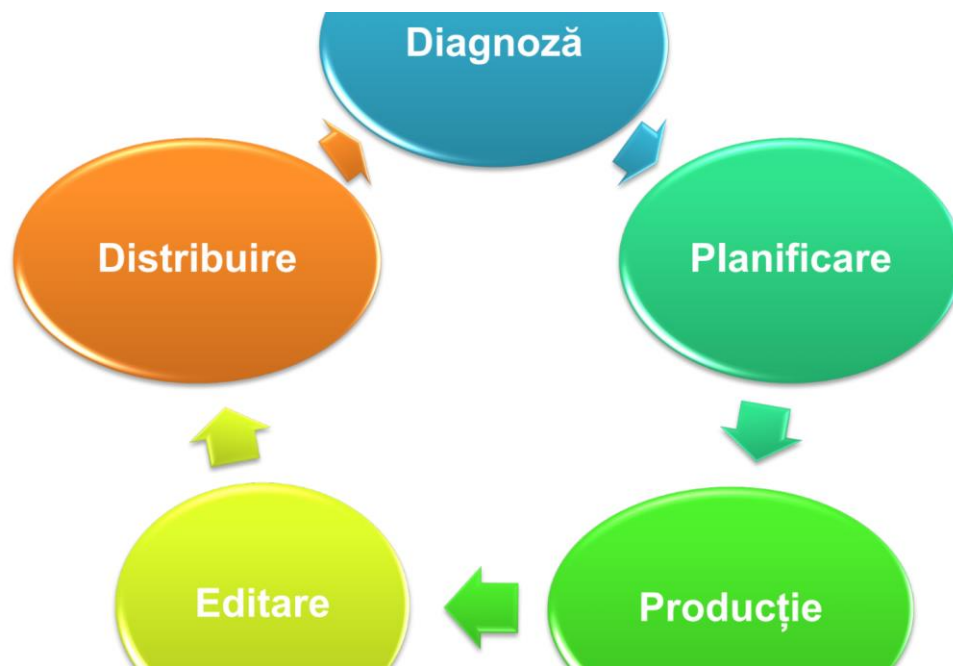 Diagnoză
Distribuire
Planificare
Editare
Producție